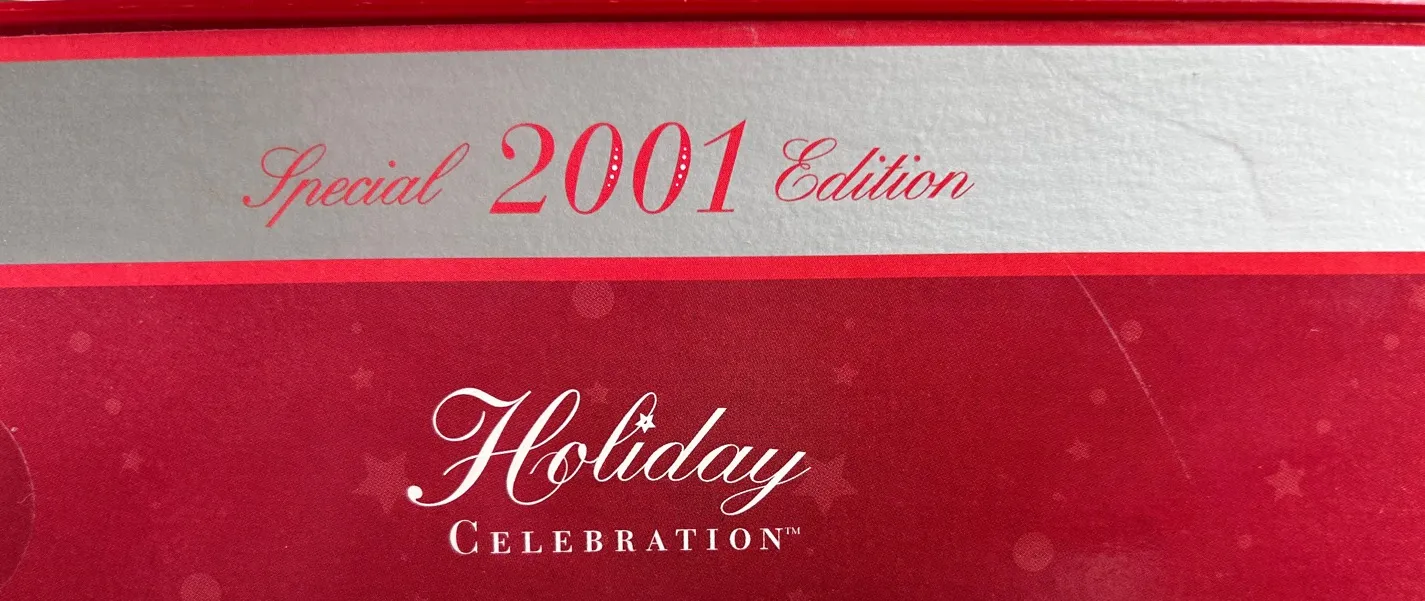 Special 2001 Edition
Holiday
CELEBRATION™